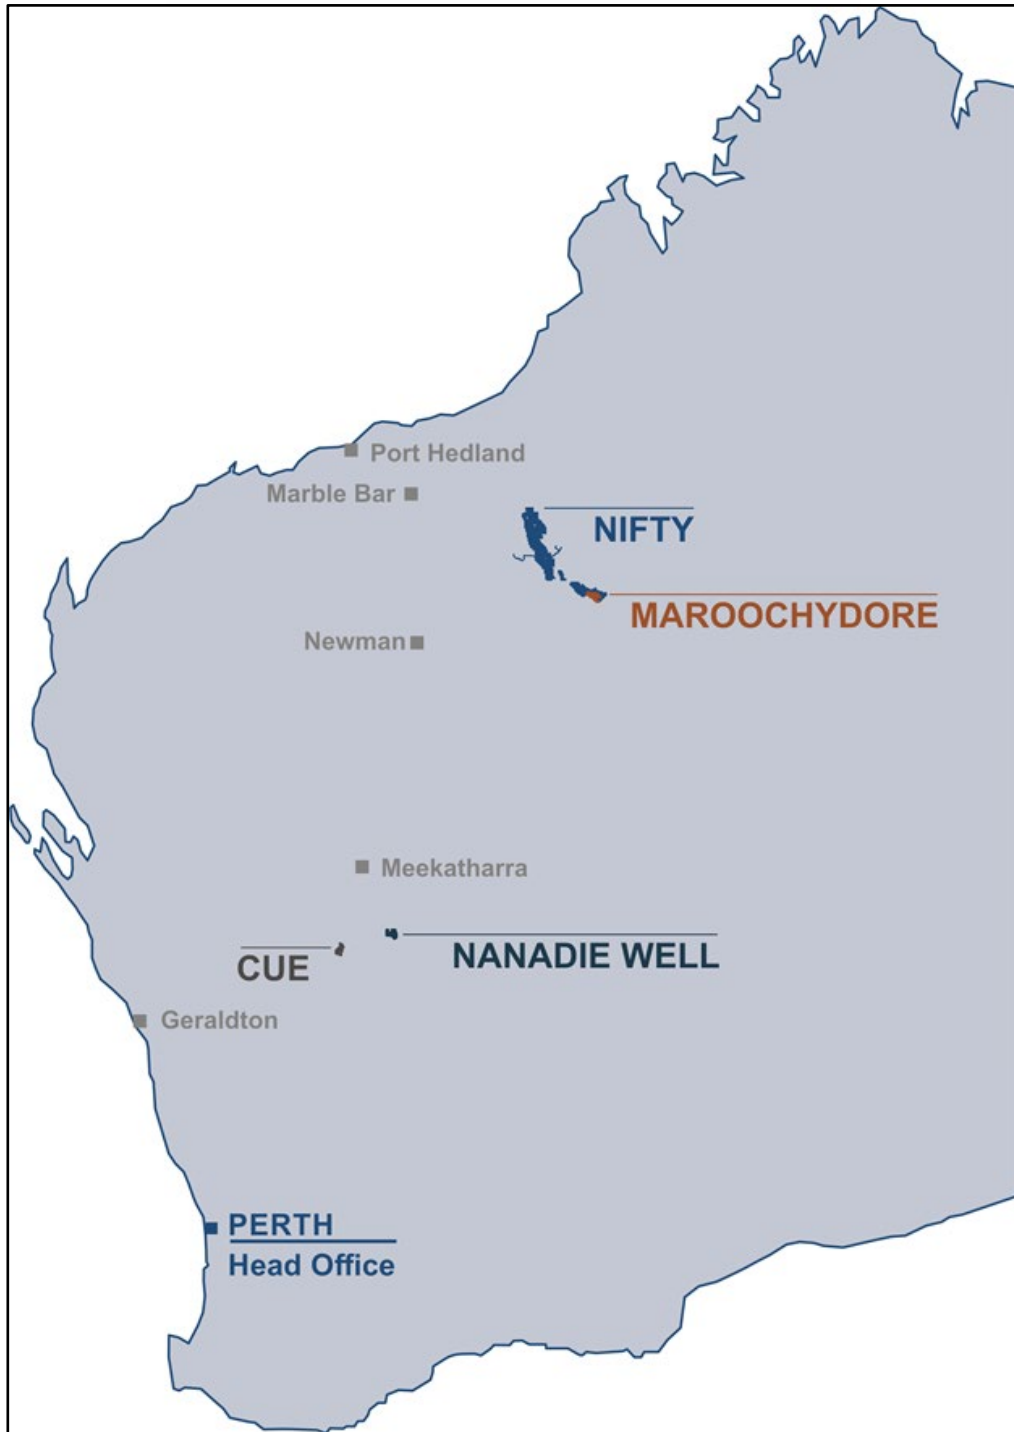 Port Hedland
Marble Bar
NIFTY
MAROOCHYDORE
Newman
Meekatharra
CUE
NANADIE WELL
Geraldton
PERTH
Head Office